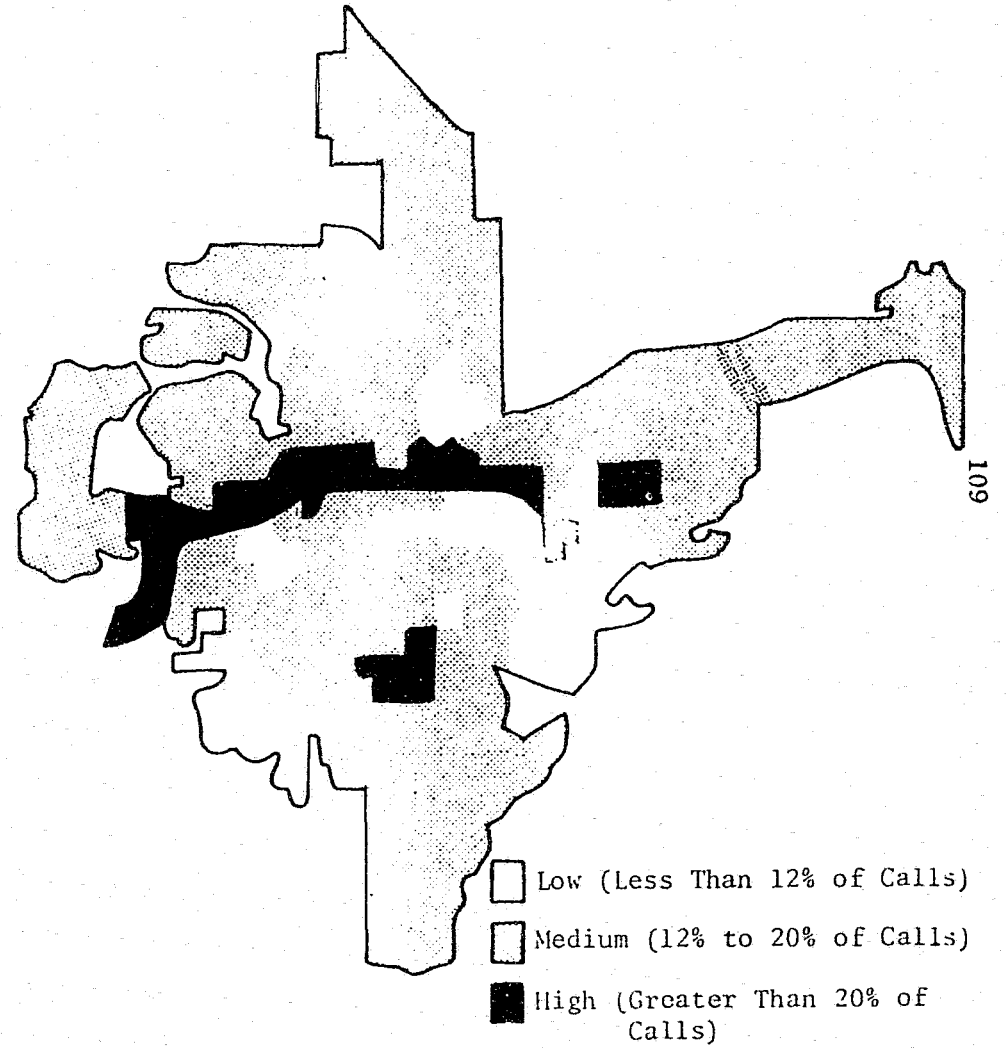 109
Low (Less Than 12% of Calls)
Medium (12% to 20% of Calls)
High (Greater Than 20% of
Calls)